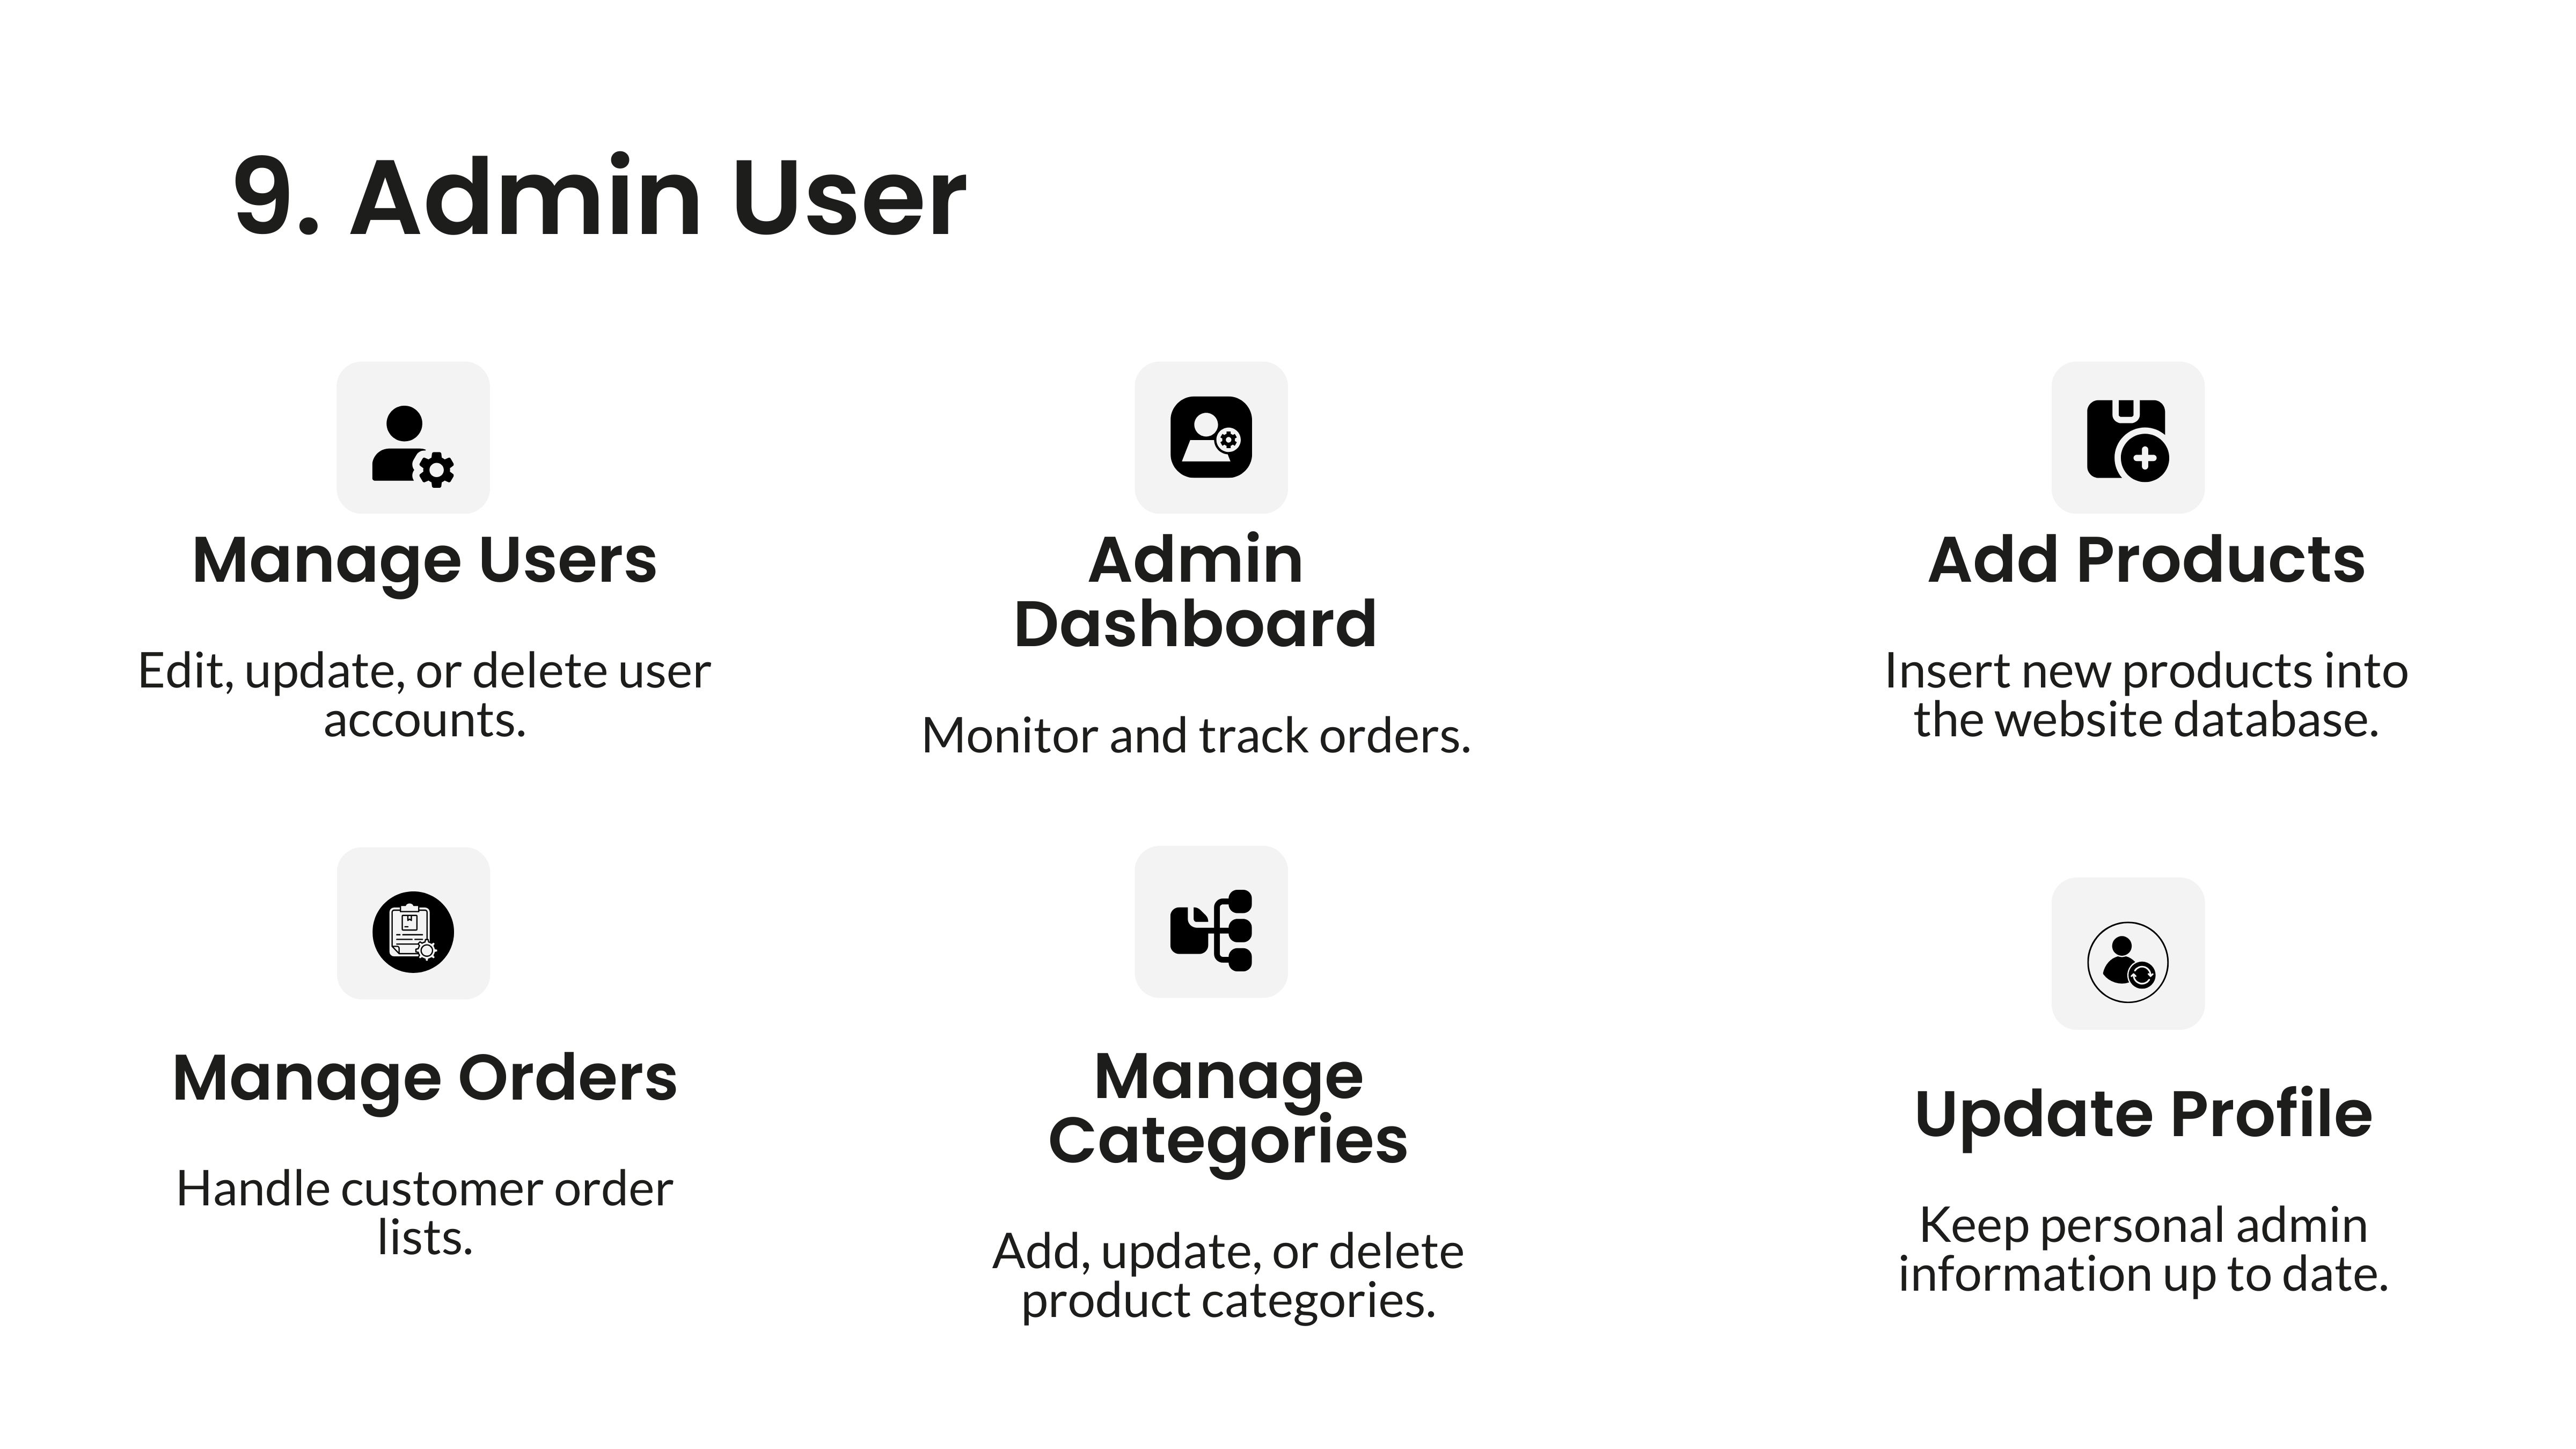 9. Admin User
Manage Users
Edit, update, or delete user
accounts.
Admin
Dashboard
Monitor and track orders.
Add Products
Insert new products into
the website database.
Manage Orders
Handle customer order
lists.
Manage
Categories
Add, update, or delete
product categories.
Update Profile
Keep personal admin
information up to date.